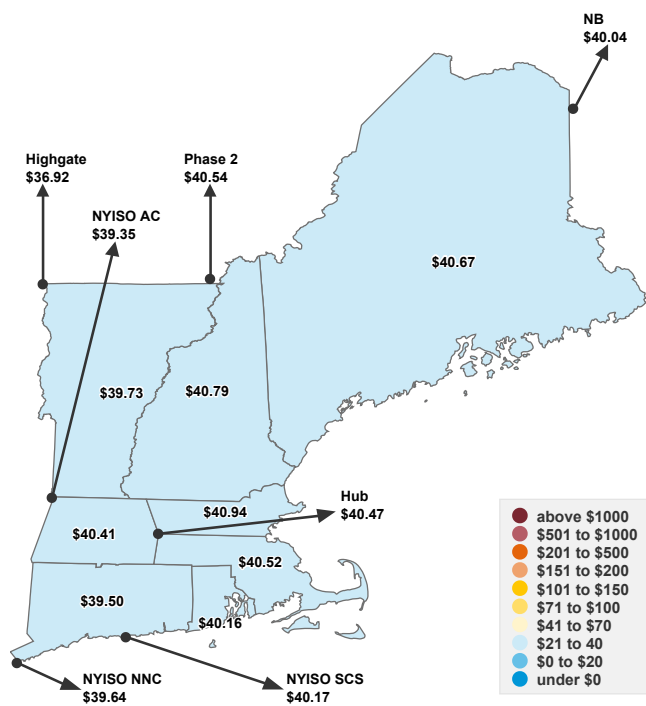 NB
$40.04
Highgate
$36.92
Phase 2
$40.54
NYISO AC
$39.35
$40.67
$39.73
$40.79
Hub
$40.47
$40.94
$40.41
$40.52
$39.50
$40.16
NYISO NNC
$39.64
NYISO SCS
$40.17
above $1000
$501 to $1000
$201 to $500
$151 to $200
$101 to $150
$71 to $100
$41 to $70
$21 to 40
$0 to $20
under $0